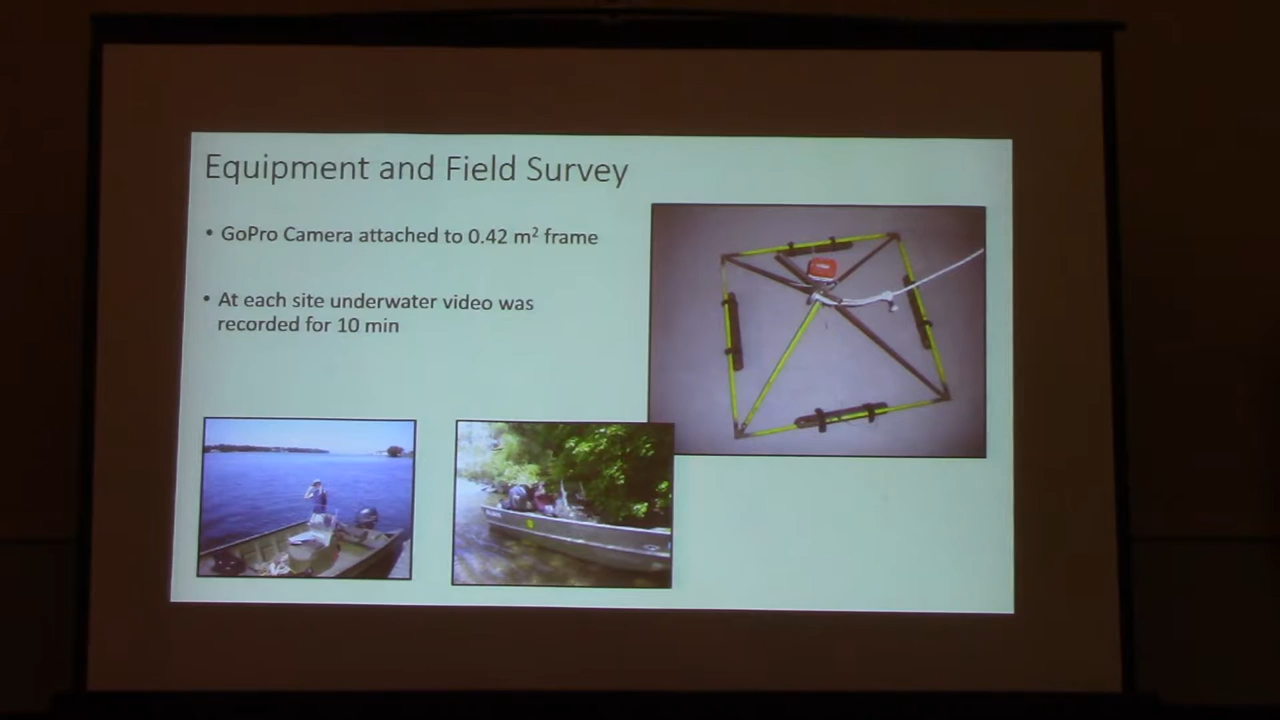 Equipment and Field Survey
• GoPro Camera attached to 0.42 m² frame
• At each site underwater video was
recorded for 10 min